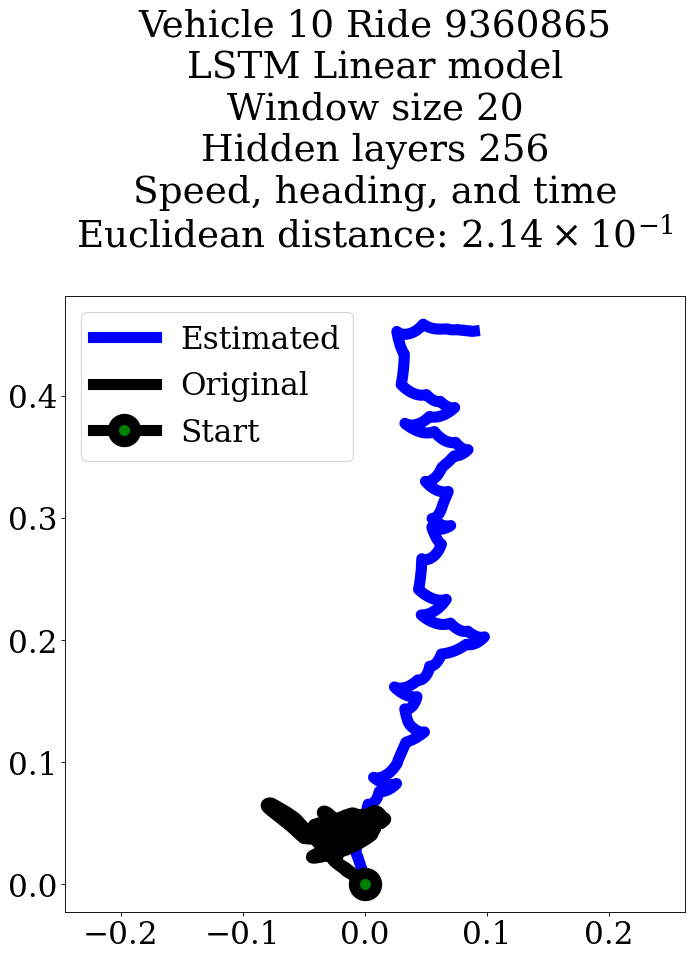 Vehicle 10 Ride 9360865
LSTM Linear model
Window size 20
Hidden layers 256
Speed, heading, and time
Euclidean distance: 2.14 × 10⁻¹
Estimated
Original
Start
0.4
0.3
0.2
0.1
0.0
−0.2 −0.1 0.0 0.1 0.2